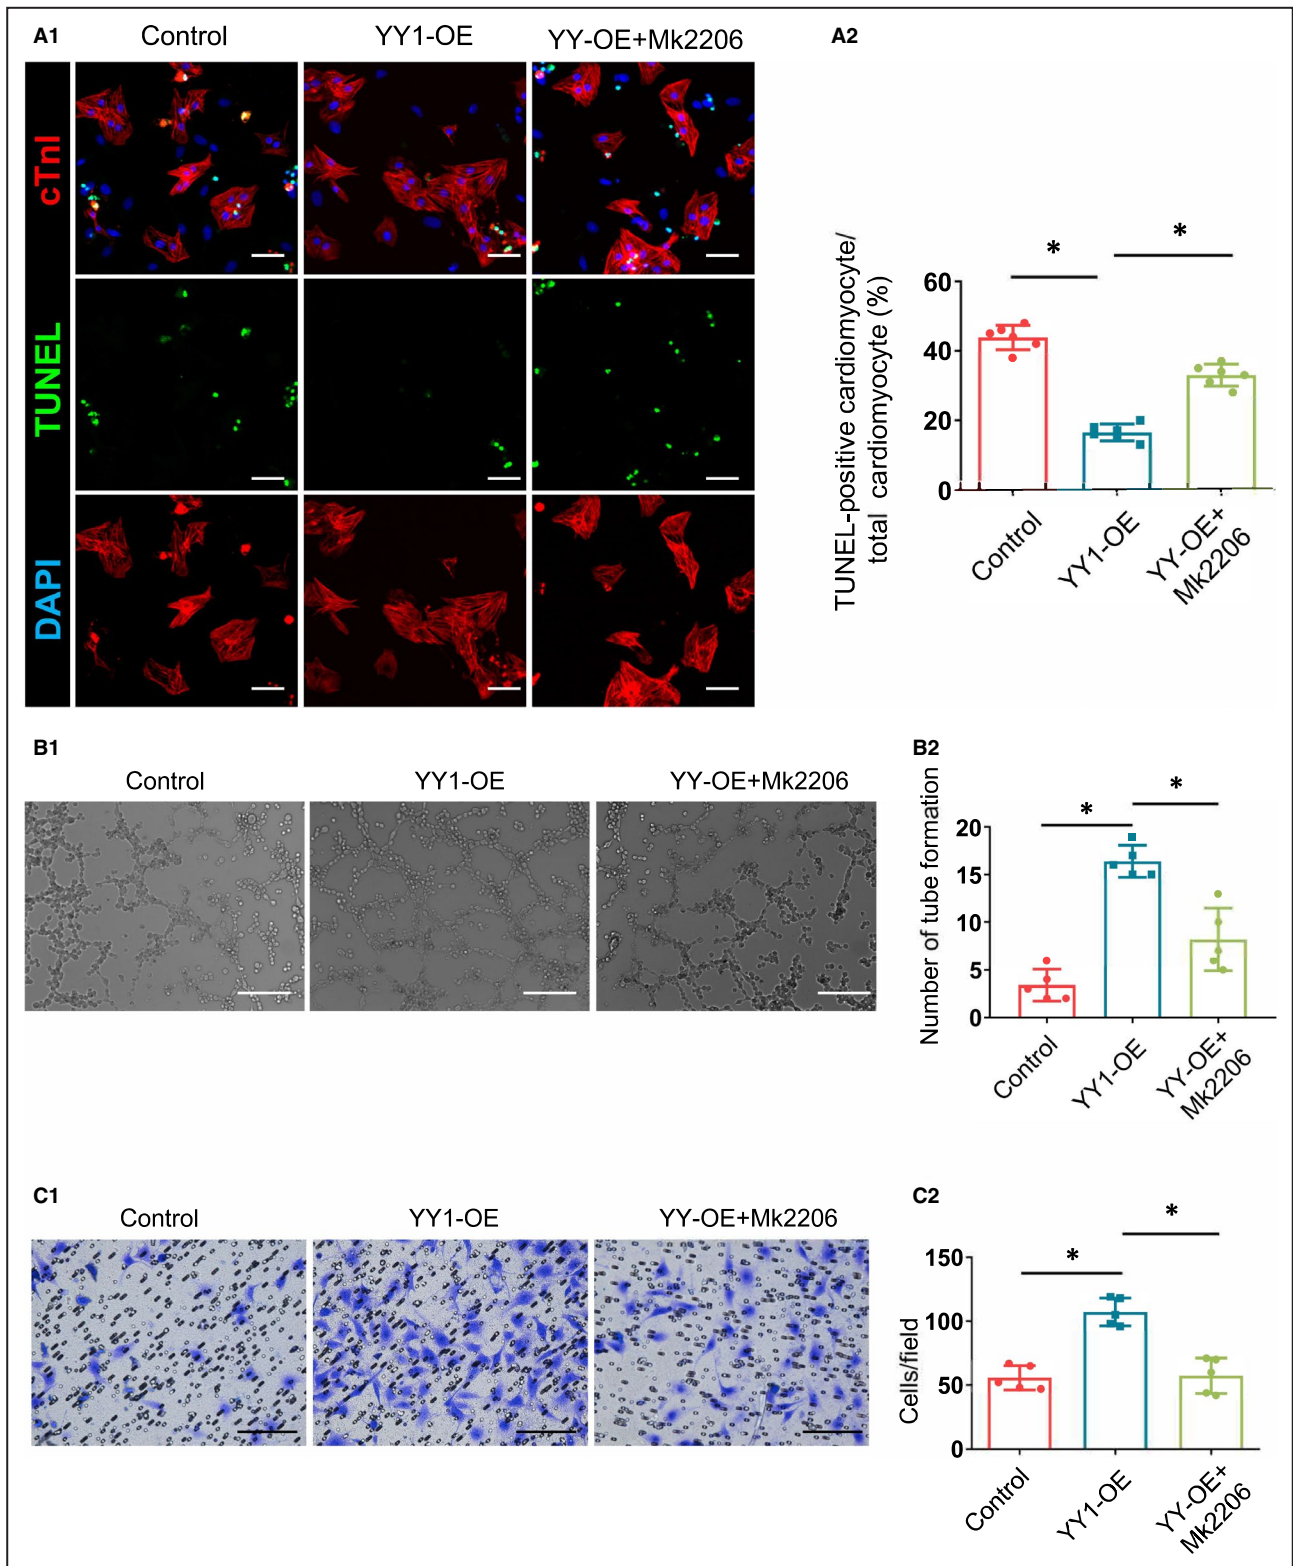 A1
Control
YY1-OE
YY-OE+Mk2206
cTnI
TUNEL
DAPI
A2
TUNEL-positive cardiomyocyte/
total cardiomyocyte (%)
60
40
20
0
*
*
Control
YY1-OE
YY-OE+
Mk2206
B1
Control
YY1-OE
YY-OE+Mk2206
B2
Number of tube formation
20
15
10
5
0
*
*
Control
YY1-OE
YY-OE+
Mk2206
C1
Control
YY1-OE
YY-OE+Mk2206
C2
Cells/field
150
100
50
0
*
*
Control
YY1-OE
YY-OE+
Mk2206